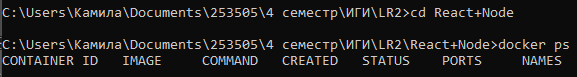 C:\Users\Камила\Documents\253505\4 семестр\ИГИ\LR2>cd React+Node
C:\Users\Камила\Documents\253505\4 семестр\ИГИ\LR2\React+Node>docker ps
CONTAINER ID   IMAGE     COMMAND   CREATED   STATUS    PORTS     NAMES